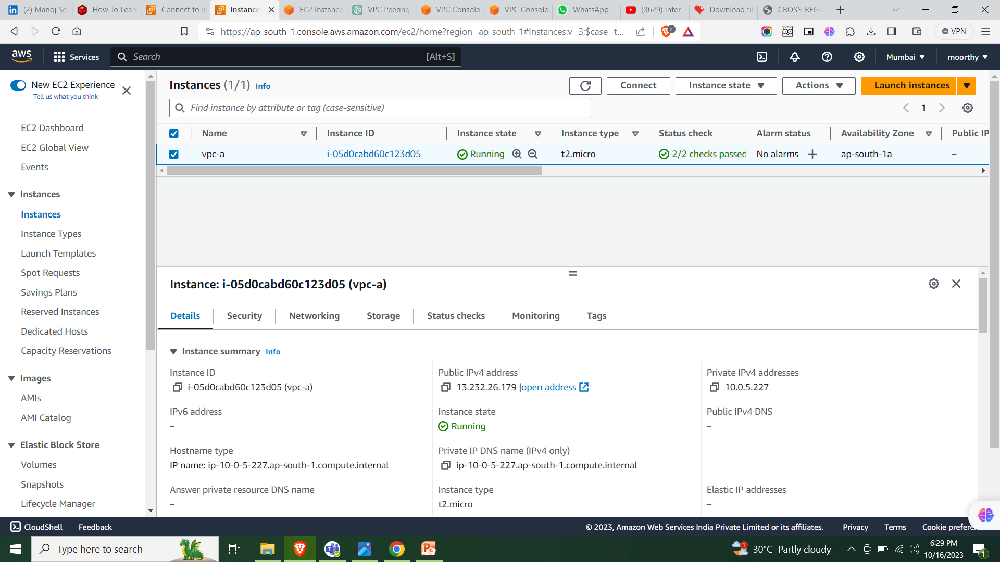 (2) Manoj Sel
How To Lear
Connect to in
Instance
EC2 Instance
VPC Peering
VPC Console
VPC Console
WhatsApp
(3629) Inter-
Download file
CROSS-REGI
https://ap-south-1.console.aws.amazon.com/ec2/home?region=ap-south-1#Instances:v=3;$case=t...
2
VPN
aws
Services
Search
[Alt+S]
Mumbai
moorthy
New EC2 Experience
Tell us what you think
EC2 Dashboard
EC2 Global View
Events
Instances
Instances
Instance Types
Launch Templates
Spot Requests
Savings Plans
Reserved Instances
Dedicated Hosts
Capacity Reservations
Images
AMIs
AMI Catalog
Elastic Block Store
Volumes
Snapshots
Lifecycle Manager
Instances (1/1) Info
Connect
Instance state
Actions
Launch instances
Find instance by attribute or tag (case-sensitive)
1
Name
Instance ID
Instance state
Instance type
Status check
Alarm status
Availability Zone
Public IP
vpc-a
i-05d0cabd60c123d05
Running
t2.micro
2/2 checks passed
No alarms
ap-south-1a
–
Instance: i-05d0cabd60c123d05 (vpc-a)
Details
Security
Networking
Storage
Status checks
Monitoring
Tags
Instance summary Info
Instance ID
i-05d0cabd60c123d05 (vpc-a)
Public IPv4 address
13.232.26.179 |open address
Private IPv4 addresses
10.0.5.227
IPv6 address
–
Instance state
Running
Public IPv4 DNS
–
Hostname type
IP name: ip-10-0-5-227.ap-south-1.compute.internal
Private IP DNS name (IPv4 only)
ip-10-0-5-227.ap-south-1.compute.internal
Answer private resource DNS name
–
Instance type
t2.micro
Elastic IP addresses
–
CloudShell
Feedback
© 2023, Amazon Web Services India Private Limited or its affiliates.
Privacy
Terms
Cookie prefere
Type here to search
1
30°C Partly cloudy
6:29 PM
10/16/2023
1